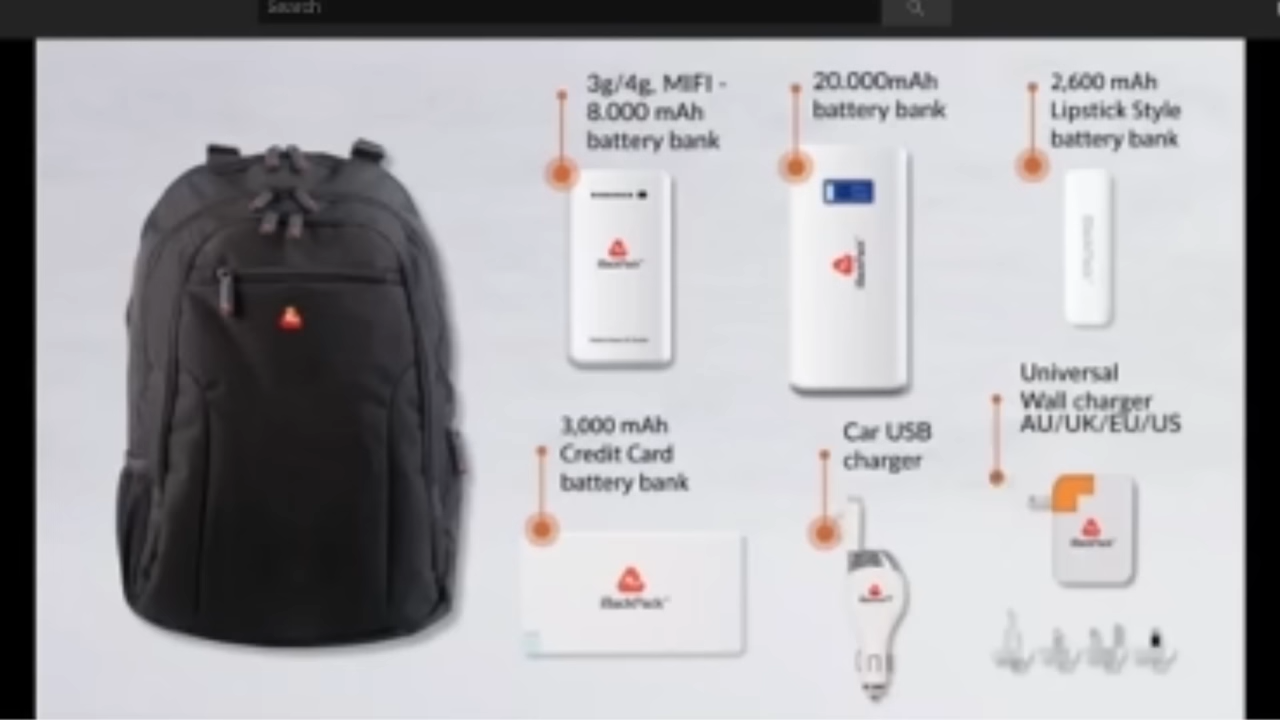 Search
3g/4g, MIFI -
8.000 mAh
battery bank
20.000mAh
battery bank
2,600 mAh
Lipstick Style
battery bank
3,000 mAh
Credit Card
battery bank
Car USB
charger
Universal
Wall charger
AU/UK/EU/US
iBackPack™